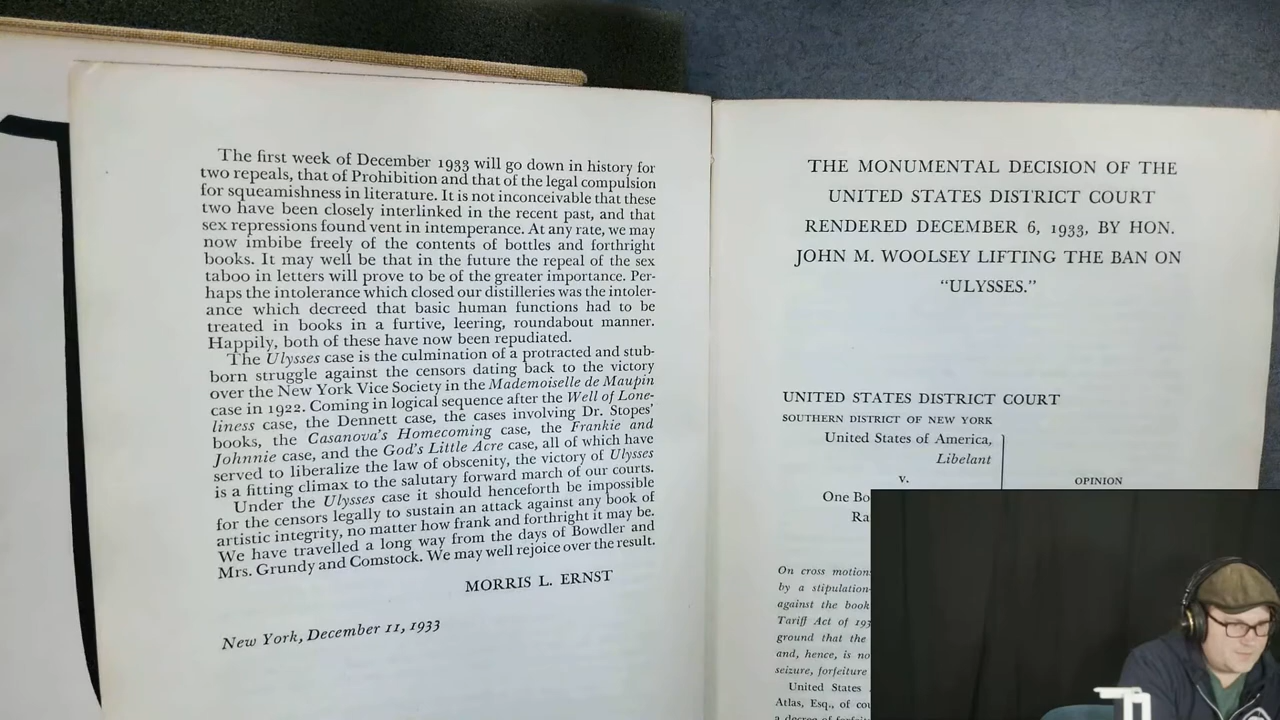 The first week of December 1933 will go down in history for
two repeals, that of Prohibition and that of the legal compulsion
for squeamishness in literature. It is not inconceivable that these
two have been closely interlinked in the recent past, and that
sex repressions found vent in intemperance. At any rate, we may
now imbibe freely of the contents of bottles and forthright
books. It may well be that in the future the repeal of the sex
taboo in letters will prove to be of the greater importance. Per-
haps the intolerance which closed our distilleries was the intoler-
ance which decreed that basic human functions had to be
treated in books in a furtive, leering, roundabout manner.
Happily, both of these have now been repudiated.
The Ulysses case is the culmination of a protracted and stub-
born struggle against the censors dating back to the victory
over the New York Vice Society in the Mademoiselle de Maupin
case in 1922. Coming in logical sequence after the Well of Lone-
liness case, the Dennett case, the cases involving Dr. Stopes'
books, the Casanova's Homecoming case, the Frankie and
Johnnie case, and the God's Little Acre case, all of which have
served to liberalize the law of obscenity, the victory of Ulysses
is a fitting climax to the salutary forward march of our courts.
Under the Ulysses case it should henceforth be impossible
for the censors legally to sustain an attack against any book of
artistic integrity, no matter how frank and forthright it may be.
We have travelled a long way from the days of Bowdler and
Mrs. Grundy and Comstock. We may well rejoice over the result.
MORRIS L. ERNST
New York, December 11, 1933
THE MONUMENTAL DECISION OF THE
UNITED STATES DISTRICT COURT
RENDERED DECEMBER 6, 1933, BY HON.
JOHN M. WOOLSEY LIFTING THE BAN ON
"ULYSSES."
UNITED STATES DISTRICT COURT
SOUTHERN DISTRICT OF NEW YORK
United States of America,
Libelant
v.
OPINION
One Bo
Ra
On cross motion
by a stipulation
against the book
Tariff Act of 193
ground that the
and, hence, is no
seizure, forfeiture
United States
Atlas, Esq., of cou